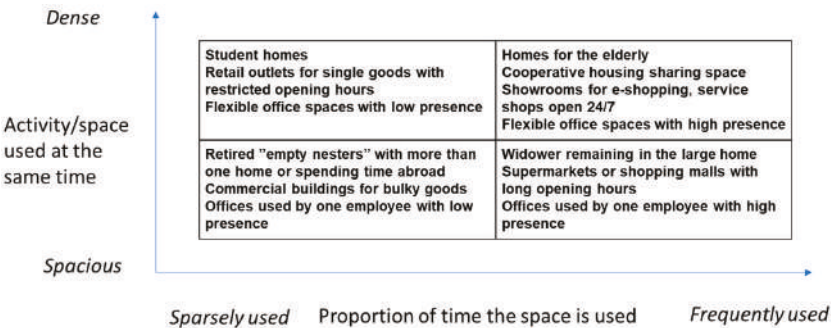 Dense
Activity/space
used at the
same time
Spacious
Student homes
Retail outlets for single goods with
restricted opening hours
Flexible office spaces with low presence
Homes for the elderly
Cooperative housing sharing space
Showrooms for e-shopping, service
shops open 24/7
Flexible office spaces with high presence
Retired ”empty nesters” with more than
one home or spending time abroad
Commercial buildings for bulky goods
Offices used by one employee with low
presence
Widower remaining in the large home
Supermarkets or shopping malls with
long opening hours
Offices used by one employee with high
presence
Sparsely used
Proportion of time the space is used
Frequently used